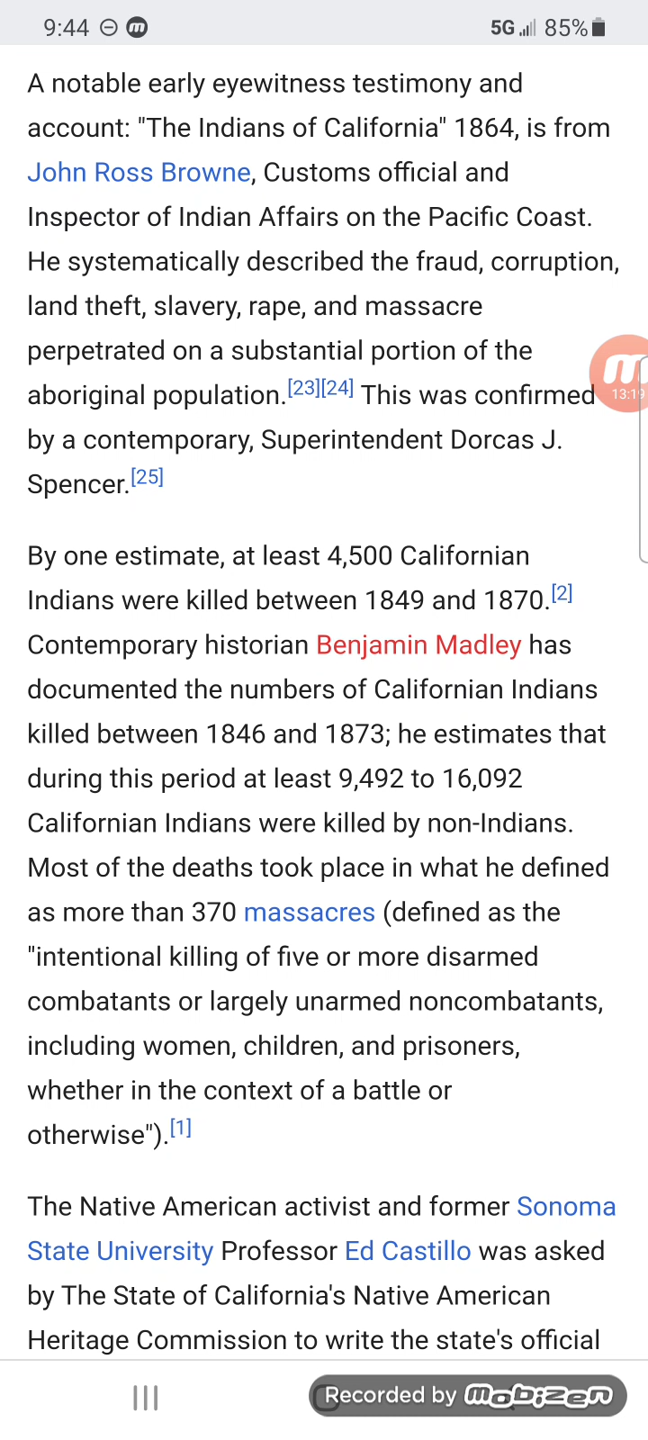 9:44
5G 85%
A notable early eyewitness testimony and
account: "The Indians of California" 1864, is from
John Ross Browne, Customs official and
Inspector of Indian Affairs on the Pacific Coast.
He systematically described the fraud, corruption,
land theft, slavery, rape, and massacre
perpetrated on a substantial portion of the
aboriginal population.[23][24] This was confirmed
13:19
by a contemporary, Superintendent Dorcas J.
Spencer.[25]
By one estimate, at least 4,500 Californian
Indians were killed between 1849 and 1870.[2]
Contemporary historian Benjamin Madley has
documented the numbers of Californian Indians
killed between 1846 and 1873; he estimates that
during this period at least 9,492 to 16,092
Californian Indians were killed by non-Indians.
Most of the deaths took place in what he defined
as more than 370 massacres (defined as the
"intentional killing of five or more disarmed
combatants or largely unarmed noncombatants,
including women, children, and prisoners,
whether in the context of a battle or
otherwise").[1]
The Native American activist and former Sonoma
State University Professor Ed Castillo was asked
by The State of California's Native American
Heritage Commission to write the state's official
Recorded by mobizen